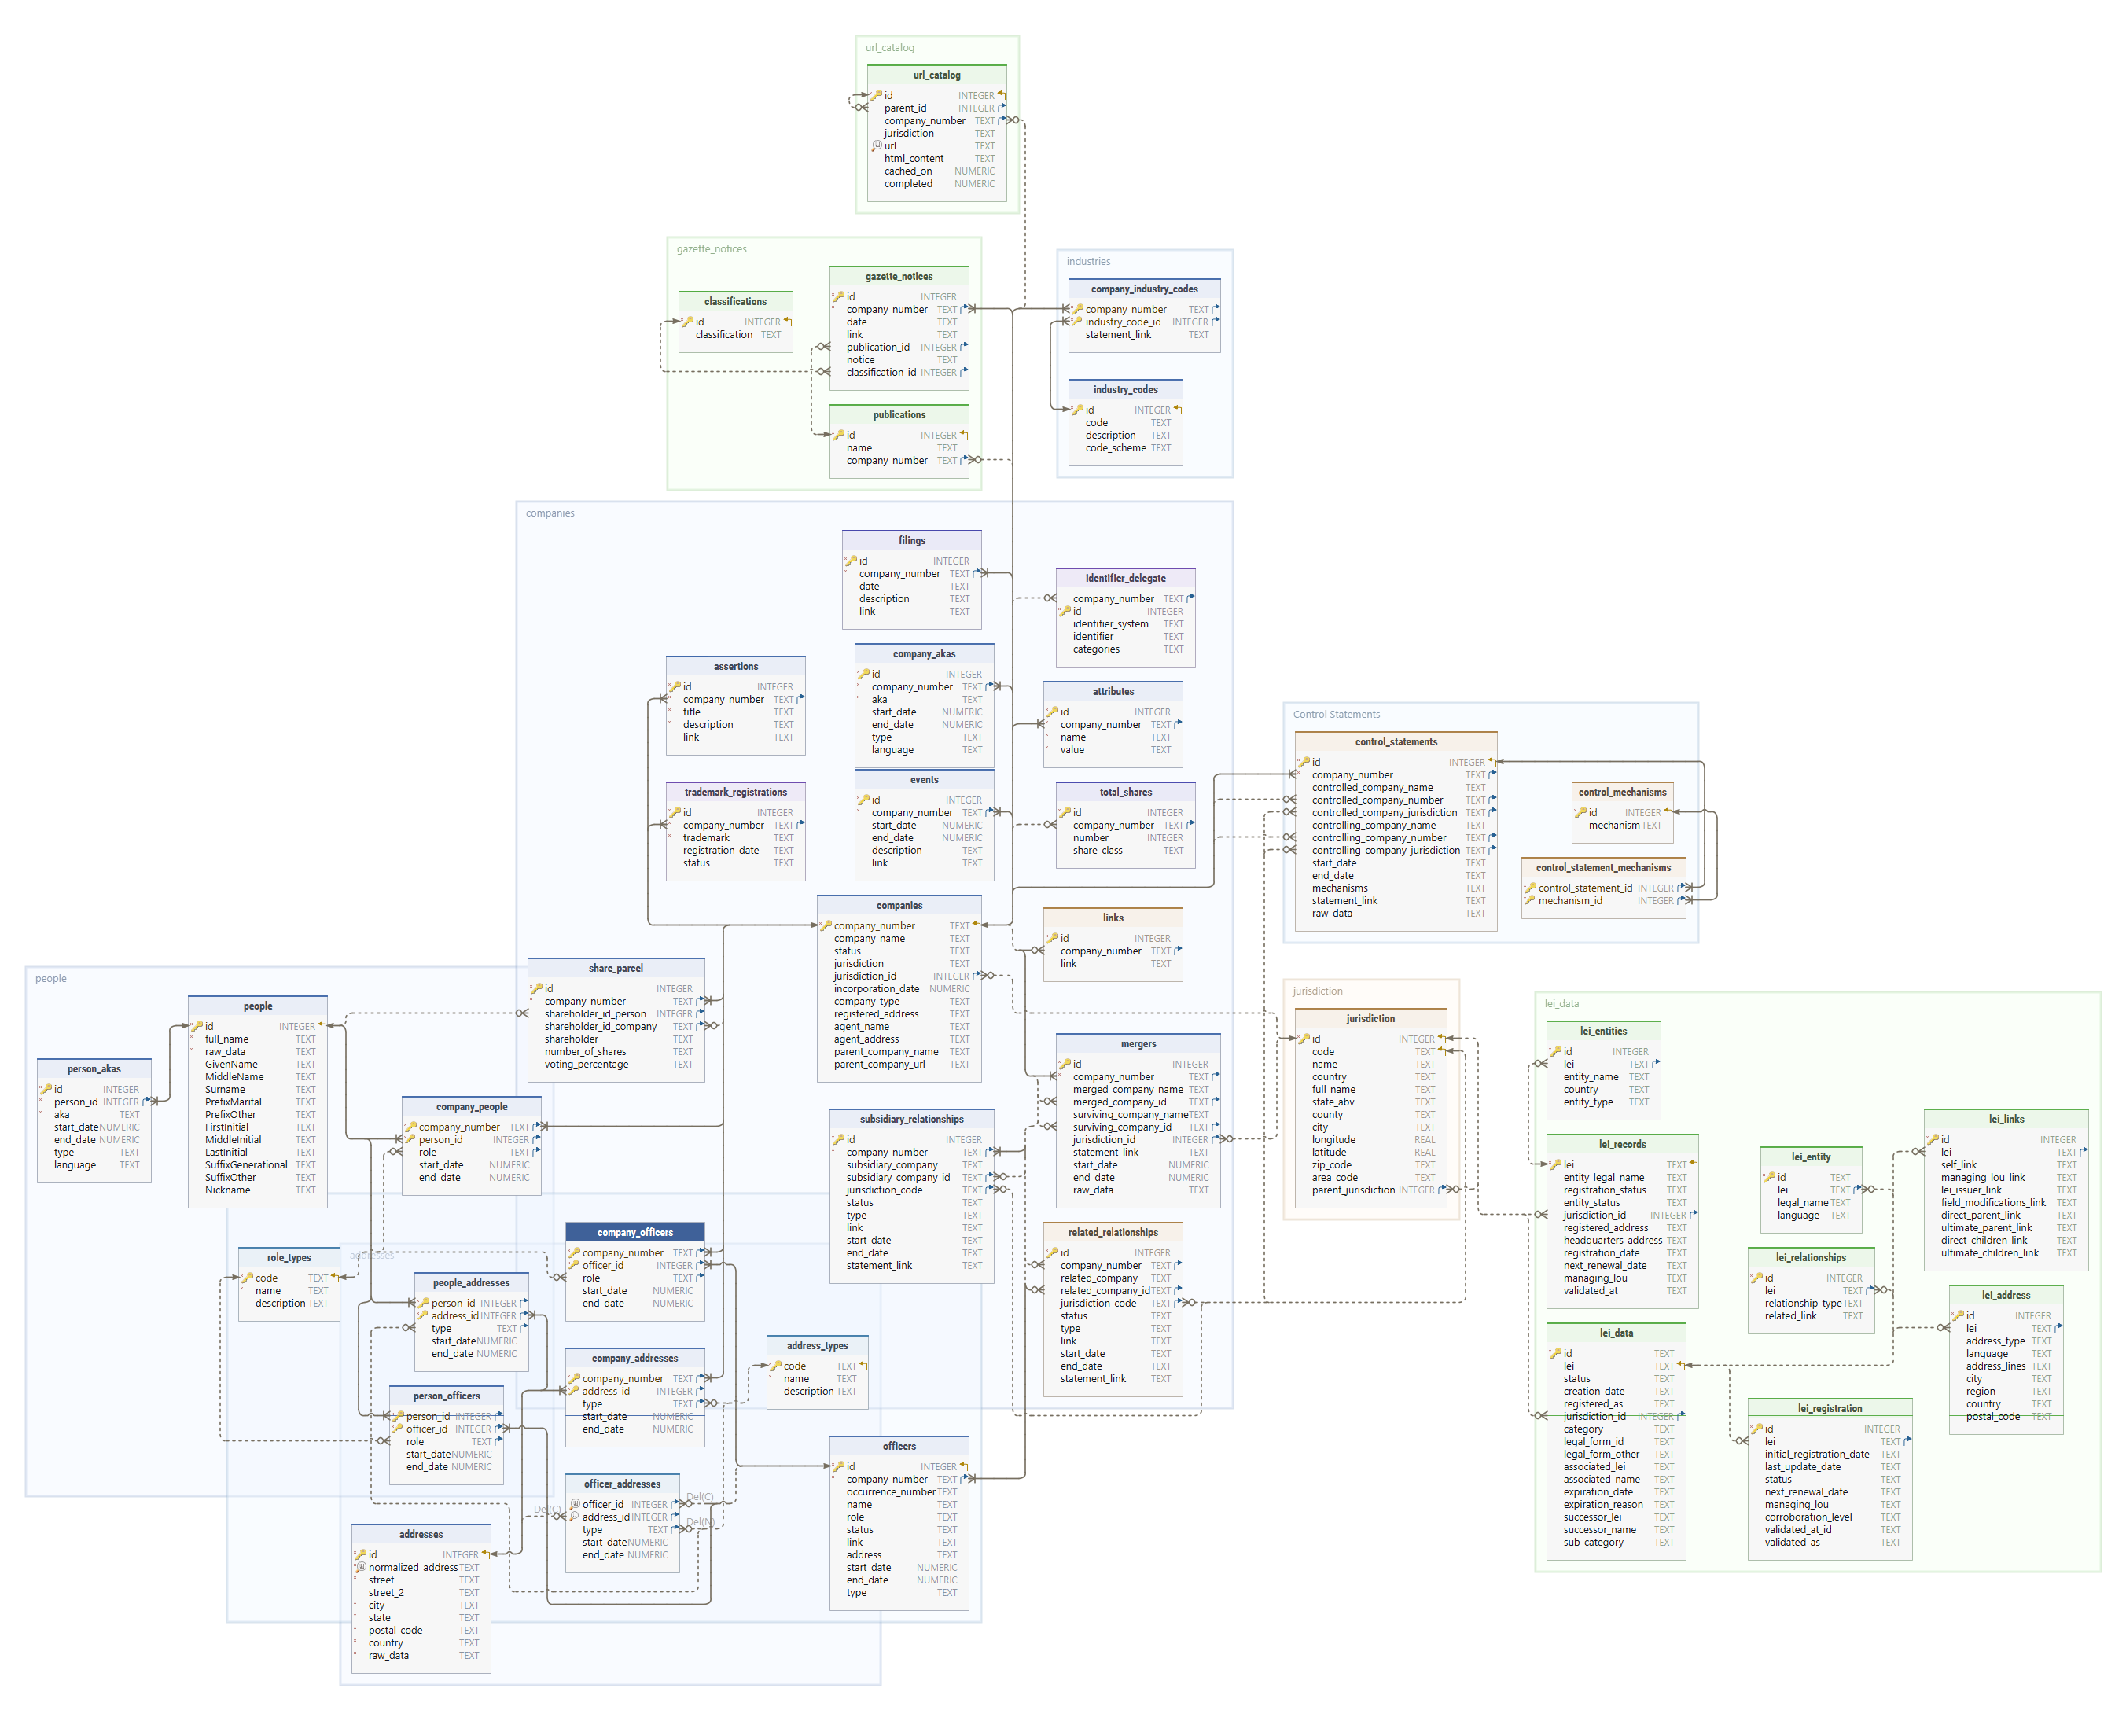 url_catalog
url_catalog
id INTEGER
parent_id INTEGER
company_number TEXT
jurisdiction TEXT
url TEXT
html_content TEXT
cached_on NUMERIC
completed NUMERIC
gazette_notices
classifications
id INTEGER
classification TEXT
gazette_notices
id INTEGER
company_number TEXT
date TEXT
link TEXT
publication_id INTEGER
notice TEXT
classification_id INTEGER
publications
id INTEGER
name TEXT
company_number TEXT
industries
company_industry_codes
company_number TEXT
industry_code_id INTEGER
statement_link TEXT
industry_codes
id INTEGER
code TEXT
description TEXT
code_scheme TEXT
companies
filings
id INTEGER
company_number TEXT
date TEXT
description TEXT
link TEXT
identifier_delegate
company_number TEXT
id INTEGER
identifier_system TEXT
identifier TEXT
categories TEXT
assertions
id INTEGER
company_number TEXT
title TEXT
description TEXT
link TEXT
company_akas
id INTEGER
company_number TEXT
aka TEXT
start_date NUMERIC
end_date NUMERIC
type TEXT
language TEXT
attributes
id INTEGER
company_number TEXT
name TEXT
value TEXT
trademark_registrations
id INTEGER
company_number TEXT
trademark TEXT
registration_date TEXT
status TEXT
events
id INTEGER
company_number TEXT
start_date NUMERIC
end_date NUMERIC
description TEXT
link TEXT
total_shares
id INTEGER
company_number TEXT
number INTEGER
share_class TEXT
Control Statements
control_statements
id INTEGER
company_number TEXT
controlled_company_name TEXT
controlled_company_number TEXT
controlled_company_jurisdiction TEXT
controlling_company_name TEXT
controlling_company_number TEXT
controlling_company_jurisdiction TEXT
start_date TEXT
end_date TEXT
mechanisms TEXT
statement_link TEXT
raw_data TEXT
control_mechanisms
id INTEGER
mechanism TEXT
control_statement_mechanisms
control_statement_id INTEGER
mechanism_id INTEGER
companies
company_number TEXT
company_name TEXT
status TEXT
jurisdiction TEXT
jurisdiction_id INTEGER
incorporation_date NUMERIC
company_type TEXT
registered_address TEXT
agent_name TEXT
agent_address TEXT
parent_company_name TEXT
parent_company_url TEXT
links
id INTEGER
company_number TEXT
link TEXT
share_parcel
id INTEGER
company_number TEXT
shareholder_id_person INTEGER
shareholder_id_company TEXT
shareholder TEXT
number_of_shares TEXT
voting_percentage TEXT
people
people
id INTEGER
full_name TEXT
raw_data TEXT
GivenName TEXT
MiddleName TEXT
Surname TEXT
PrefixMarital TEXT
PrefixOther TEXT
FirstInitial TEXT
MiddleInitial TEXT
LastInitial TEXT
SuffixGenerational TEXT
SuffixOther TEXT
Nickname TEXT
person_akas
id INTEGER
person_id INTEGER
aka TEXT
start_date NUMERIC
end_date NUMERIC
type TEXT
language TEXT
company_people
company_number TEXT
person_id INTEGER
role TEXT
start_date NUMERIC
end_date NUMERIC
mergers
id INTEGER
company_number TEXT
merged_company_name TEXT
merged_company_id TEXT
surviving_company_name TEXT
surviving_company_id TEXT
jurisdiction_id INTEGER
statement_link TEXT
start_date NUMERIC
end_date NUMERIC
raw_data TEXT
subsidiary_relationships
id INTEGER
company_number TEXT
subsidiary_company TEXT
subsidiary_company_id TEXT
jurisdiction_code TEXT
status TEXT
type TEXT
link TEXT
start_date TEXT
end_date TEXT
statement_link TEXT
related_relationships
id INTEGER
company_number TEXT
related_company TEXT
related_company_id TEXT
jurisdiction_code TEXT
status TEXT
type TEXT
link TEXT
start_date TEXT
end_date TEXT
statement_link TEXT
jurisdiction
jurisdiction
id INTEGER
code TEXT
name TEXT
country TEXT
full_name TEXT
state_abv TEXT
county TEXT
city TEXT
longitude REAL
latitude REAL
zip_code TEXT
area_code TEXT
parent_jurisdiction INTEGER
lei_data
lei_entities
id INTEGER
lei TEXT
entity_name TEXT
country TEXT
entity_type TEXT
lei_records
lei TEXT
entity_legal_name TEXT
registration_status TEXT
entity_status TEXT
jurisdiction_id INTEGER
registered_address TEXT
headquarters_address TEXT
registration_date TEXT
next_renewal_date TEXT
managing_lou TEXT
validated_at TEXT
lei_links
id INTEGER
lei TEXT
self_link TEXT
managing_lou_link TEXT
lei_issuer_link TEXT
field_modifications_link TEXT
direct_parent_link TEXT
ultimate_parent_link TEXT
direct_children_link TEXT
ultimate_children_link TEXT
lei_entity
id INTEGER
lei TEXT
legal_name TEXT
language TEXT
lei_relationships
id INTEGER
lei TEXT
relationship_type TEXT
related_link TEXT
lei_address
id INTEGER
lei TEXT
address_type TEXT
language TEXT
address_lines TEXT
city TEXT
region TEXT
country TEXT
postal_code TEXT
lei_data
id TEXT
lei TEXT
status TEXT
creation_date TEXT
registered_as TEXT
jurisdiction_id INTEGER
category TEXT
legal_form_id TEXT
legal_form_other TEXT
associated_lei TEXT
associated_name TEXT
expiration_date TEXT
expiration_reason TEXT
successor_lei TEXT
successor_name TEXT
sub_category TEXT
lei_registration
id INTEGER
lei TEXT
initial_registration_date TEXT
last_update_date TEXT
status TEXT
next_renewal_date TEXT
managing_lou TEXT
corroboration_level TEXT
validated_at_id TEXT
validated_as TEXT
role_types
code TEXT
name TEXT
description TEXT
addresses
people_addresses
person_id INTEGER
address_id INTEGER
type TEXT
start_date NUMERIC
end_date NUMERIC
company_officers
company_number TEXT
officer_id INTEGER
role TEXT
start_date NUMERIC
end_date NUMERIC
company_addresses
company_number TEXT
address_id INTEGER
type TEXT
start_date NUMERIC
end_date NUMERIC
address_types
code TEXT
name TEXT
description TEXT
person_officers
person_id INTEGER
officer_id INTEGER
role TEXT
start_date NUMERIC
end_date NUMERIC
officer_addresses
officer_id INTEGER
address_id INTEGER
type TEXT
start_date NUMERIC
end_date NUMERIC
Del(C)
Del(C)
Del(N)
officers
id INTEGER
company_number TEXT
occurrence_number TEXT
name TEXT
role TEXT
status TEXT
link TEXT
address TEXT
start_date NUMERIC
end_date NUMERIC
type TEXT
addresses
id INTEGER
normalized_address TEXT
street TEXT
street_2 TEXT
city TEXT
state TEXT
postal_code TEXT
country TEXT
raw_data TEXT